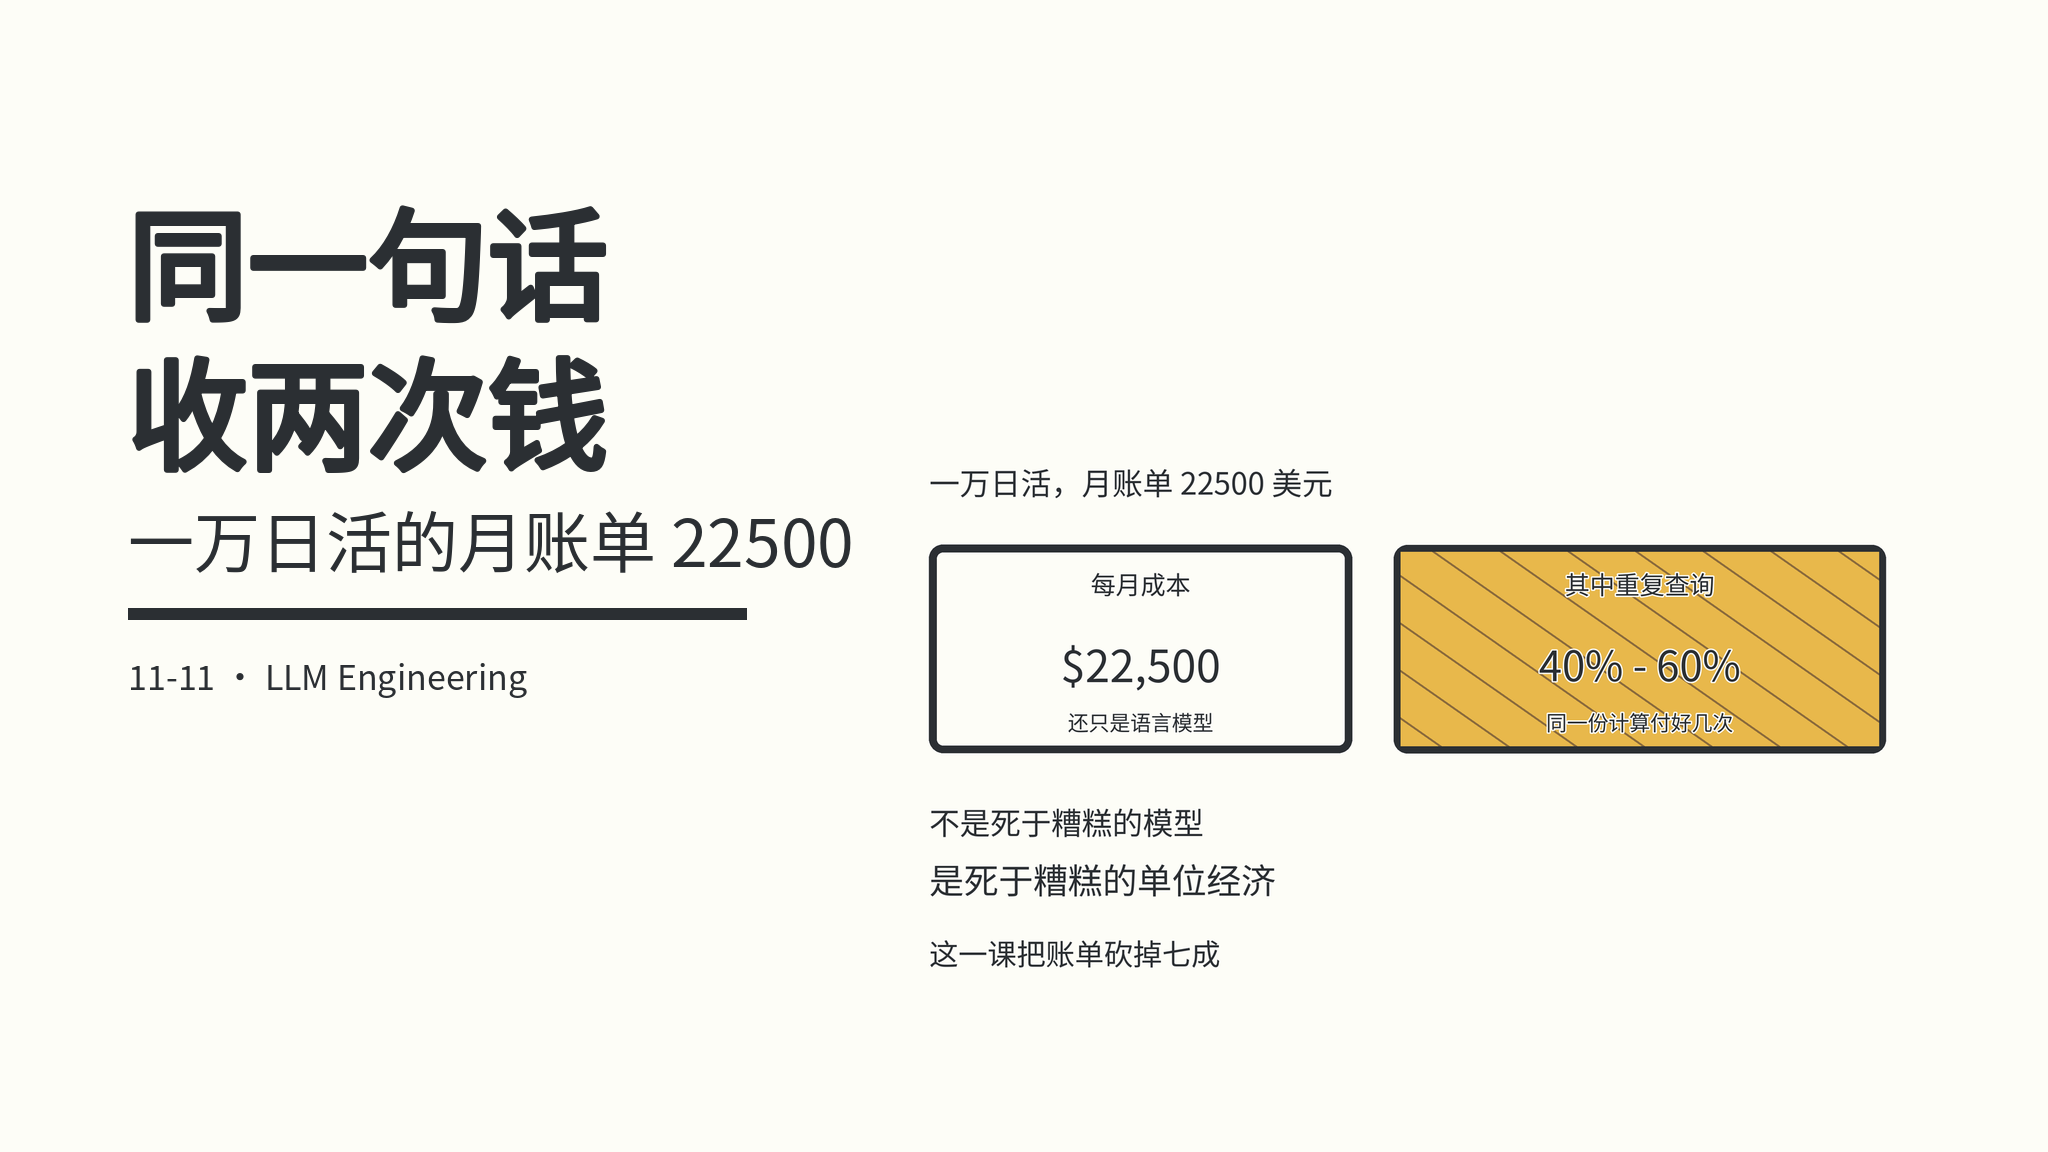 同一句话
收两次钱
一万日活的月账单 22500
11-11 · LLM Engineering
一万日活，月账单 22500 美元
每月成本
$22,500
还只是语言模型
其中重复查询
40% - 60%
同一份计算付好几次
不是死于糟糕的模型
是死于糟糕的单位经济
这一课把账单砍掉七成